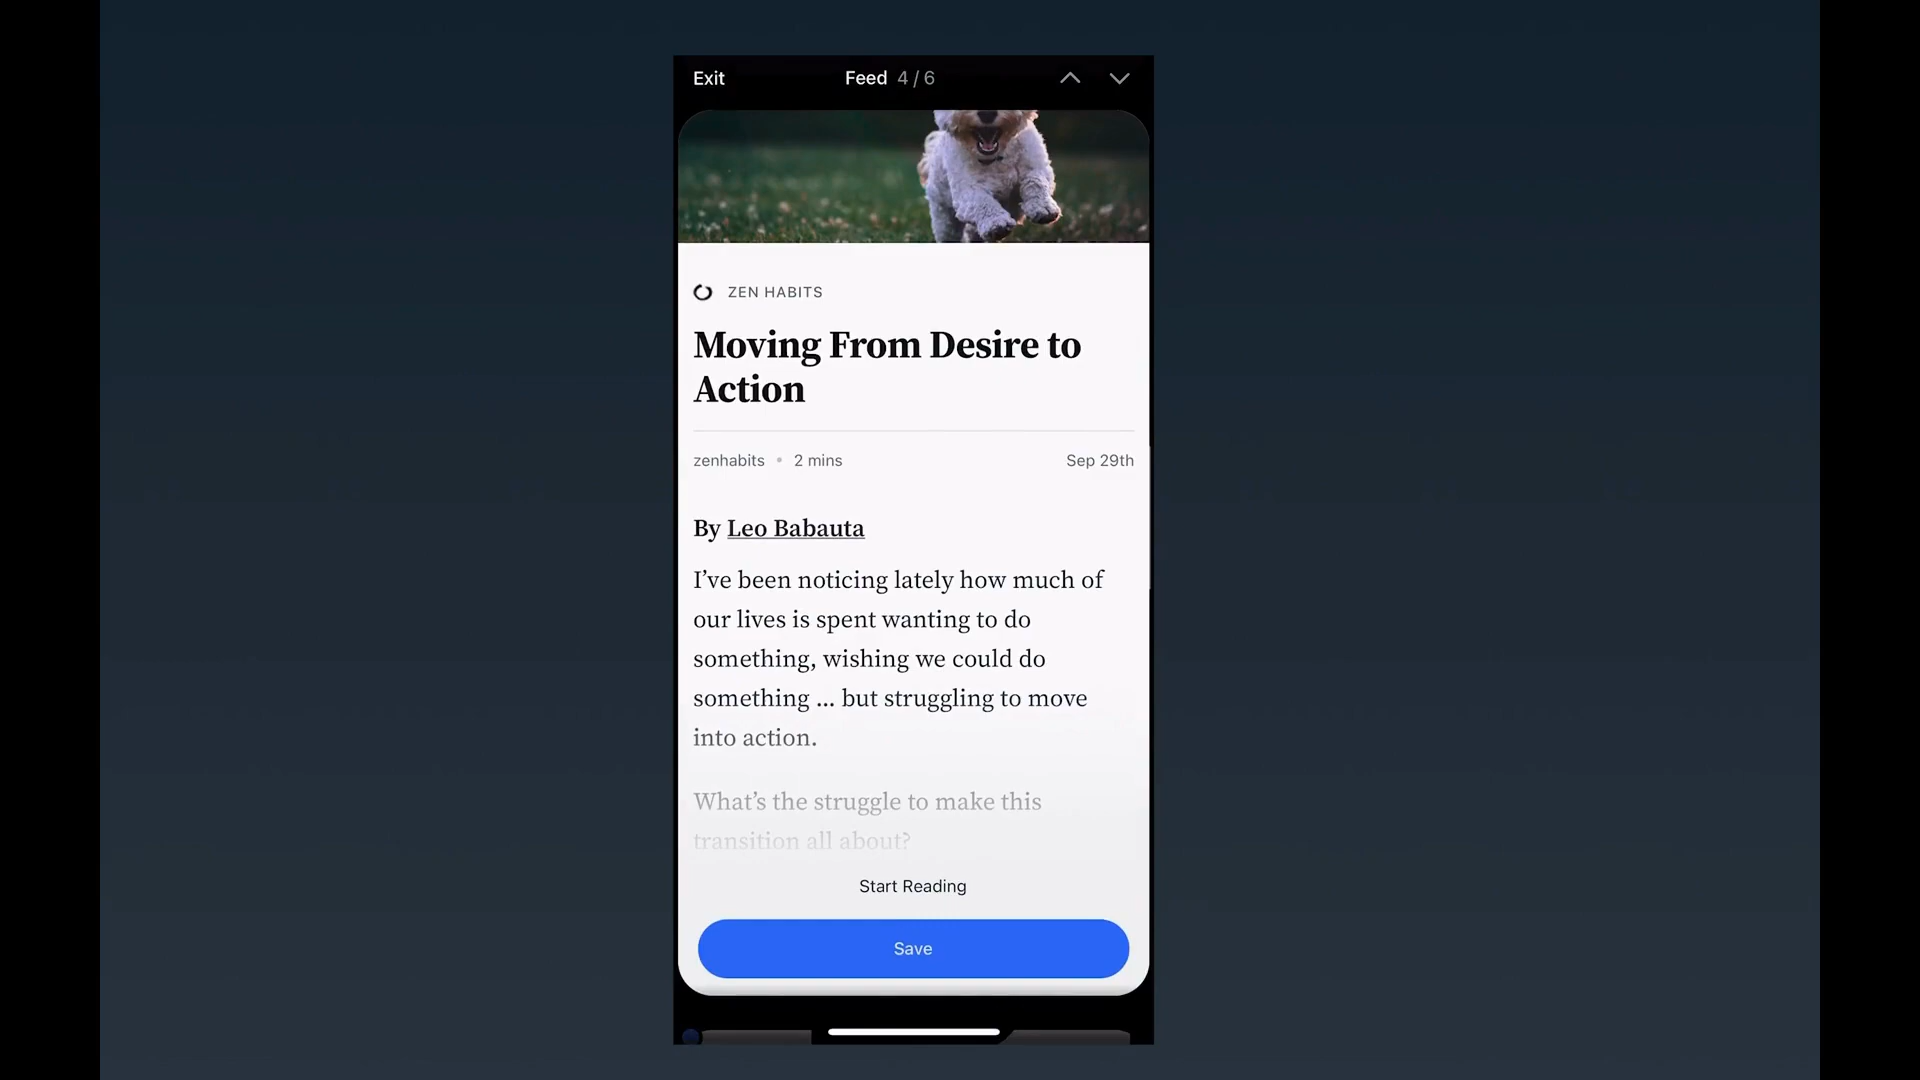 Exit
Feed 4 / 6
ZEN HABITS
Moving From Desire to
Action
zenhabits • 2 mins
Sep 29th
By Leo Babauta
I’ve been noticing lately how much of
our lives is spent wanting to do
something, wishing we could do
something ... but struggling to move
into action.
What’s the struggle to make this
transition all about?
Start Reading
Save